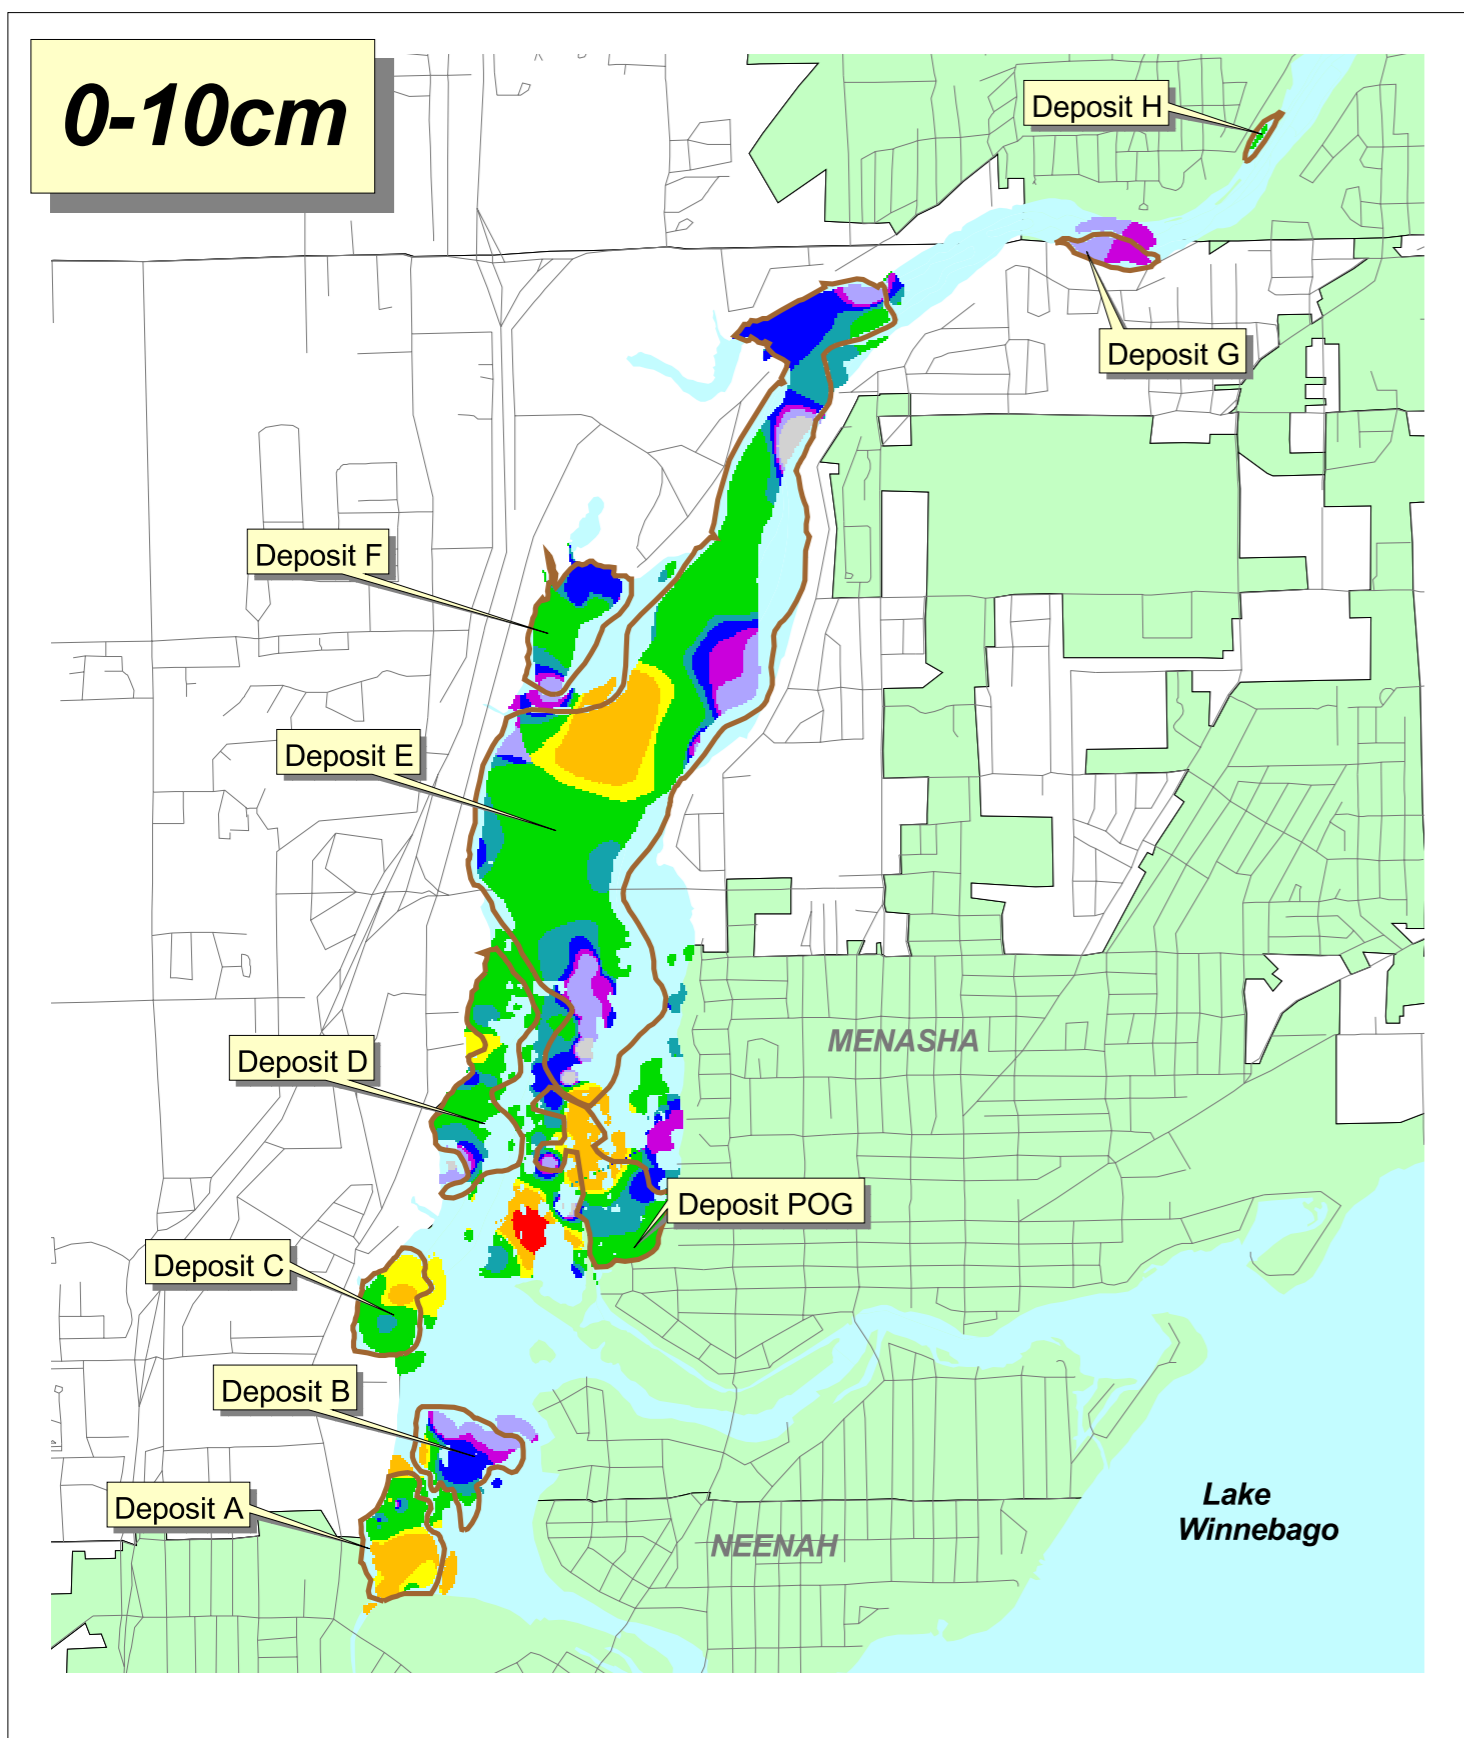 0-10cm
Deposit H
Deposit G
Deposit F
Deposit E
MENASHA
Deposit D
Deposit POG
Deposit C
Deposit B
Deposit A
Lake
Winnebago
NEENAH